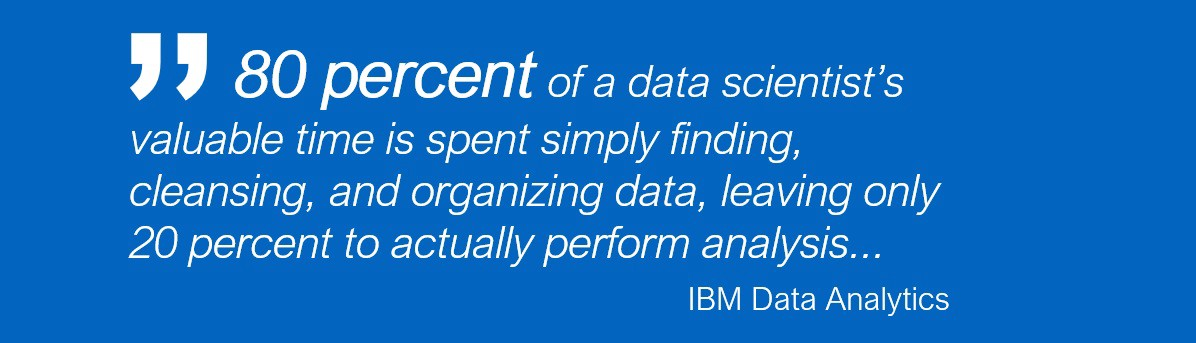 ” 80 percent of a data scientist’s
valuable time is spent simply finding,
cleansing, and organizing data, leaving only
20 percent to actually perform analysis...
IBM Data Analytics